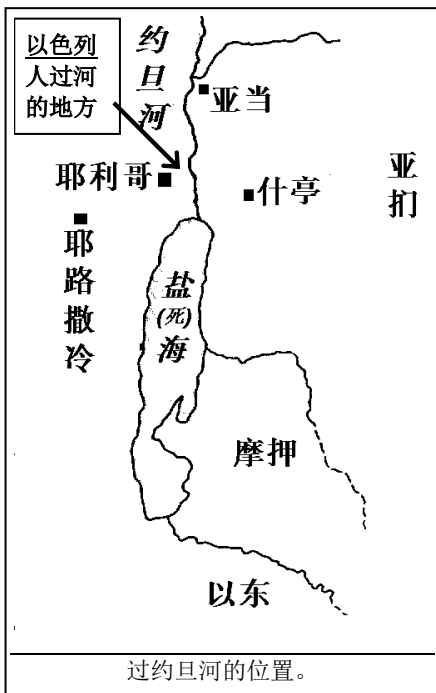 以色列
人过河
的地方
约旦河
亚当
耶利哥
什亭
亚扪
耶路撒冷
盐(死)海
摩押
以东
过约旦河的位置。